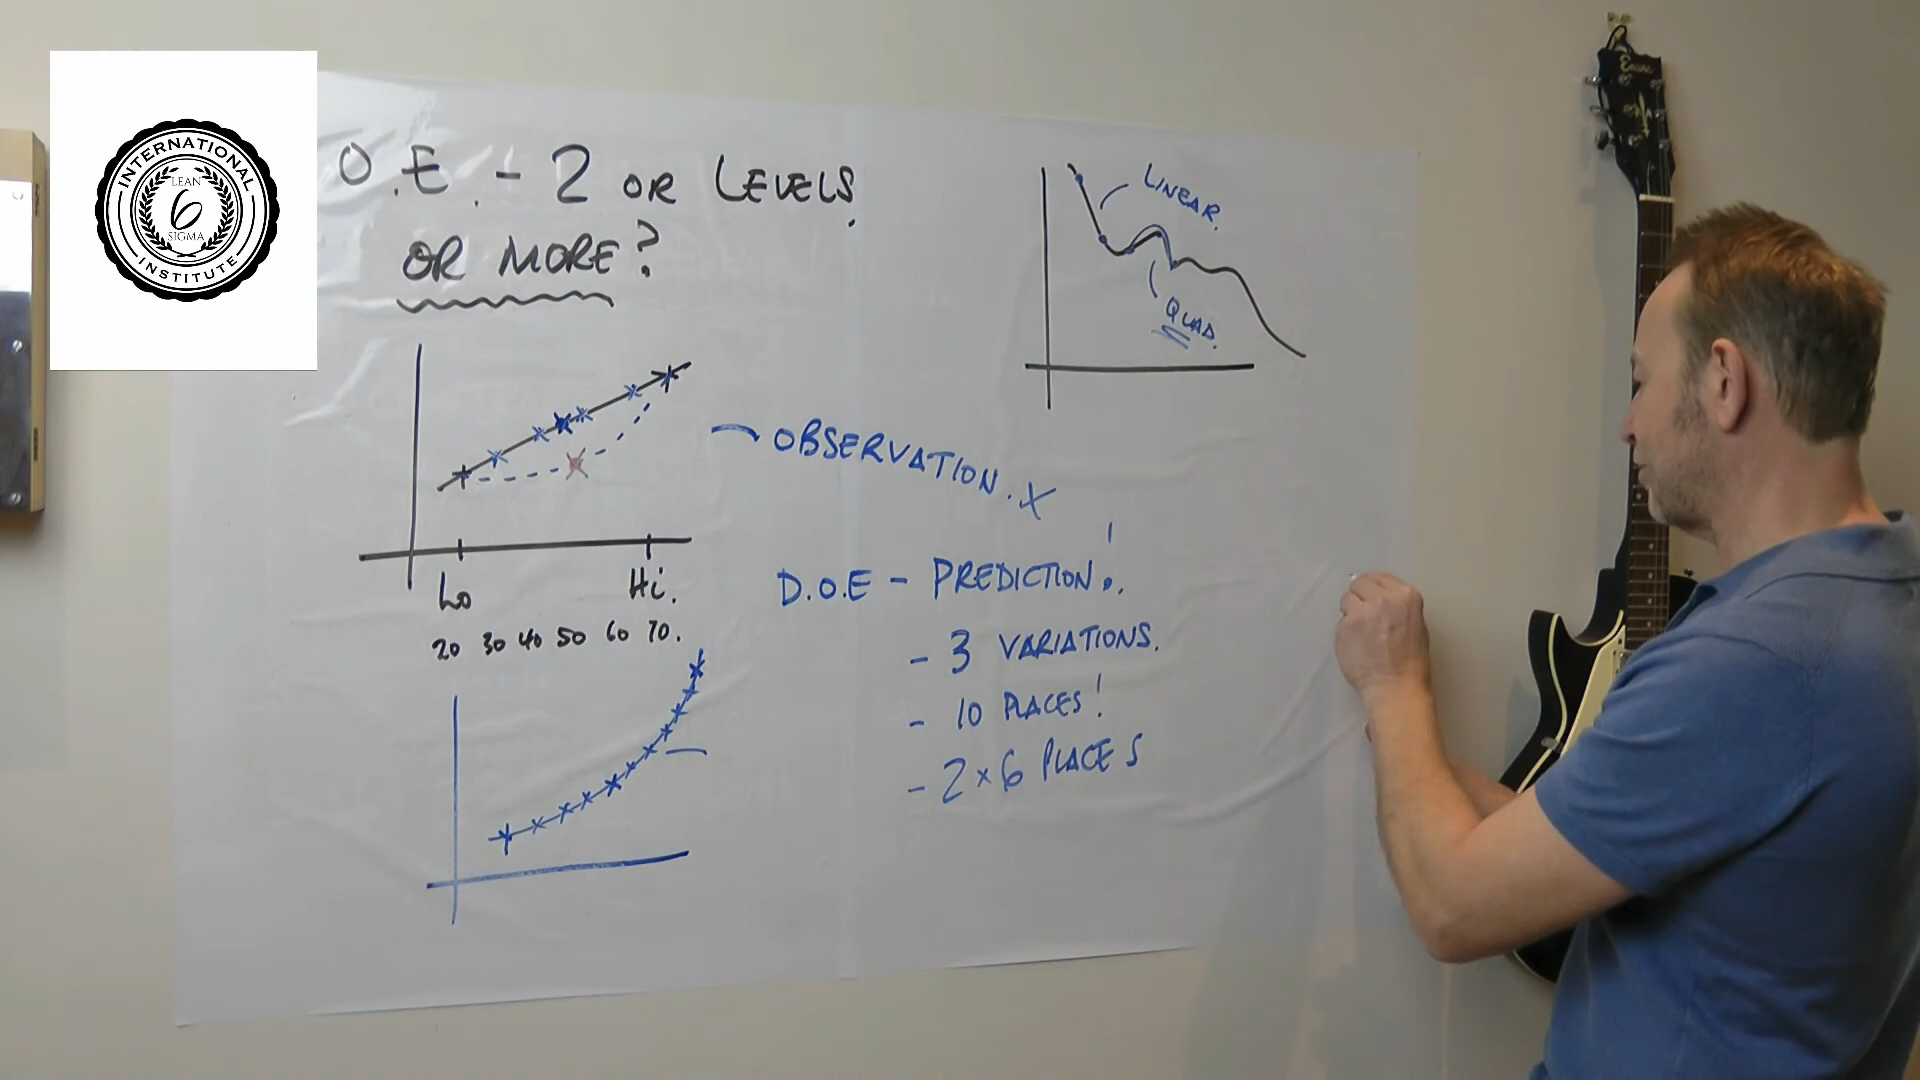 INTERNATIONAL
LEAN
6
SIGMA
INSTITUTE
O.E. - 2 OR LEVELS.
OR MORE?
LINEAR.
QUAD.
OBSERVATION. X
Lo Hi.
20 30 40 50 60 70.
D.O.E - PREDICTION!.
- 3 VARIATIONS.
- 10 PLACES!
- 2 x 6 PLACES
Encore